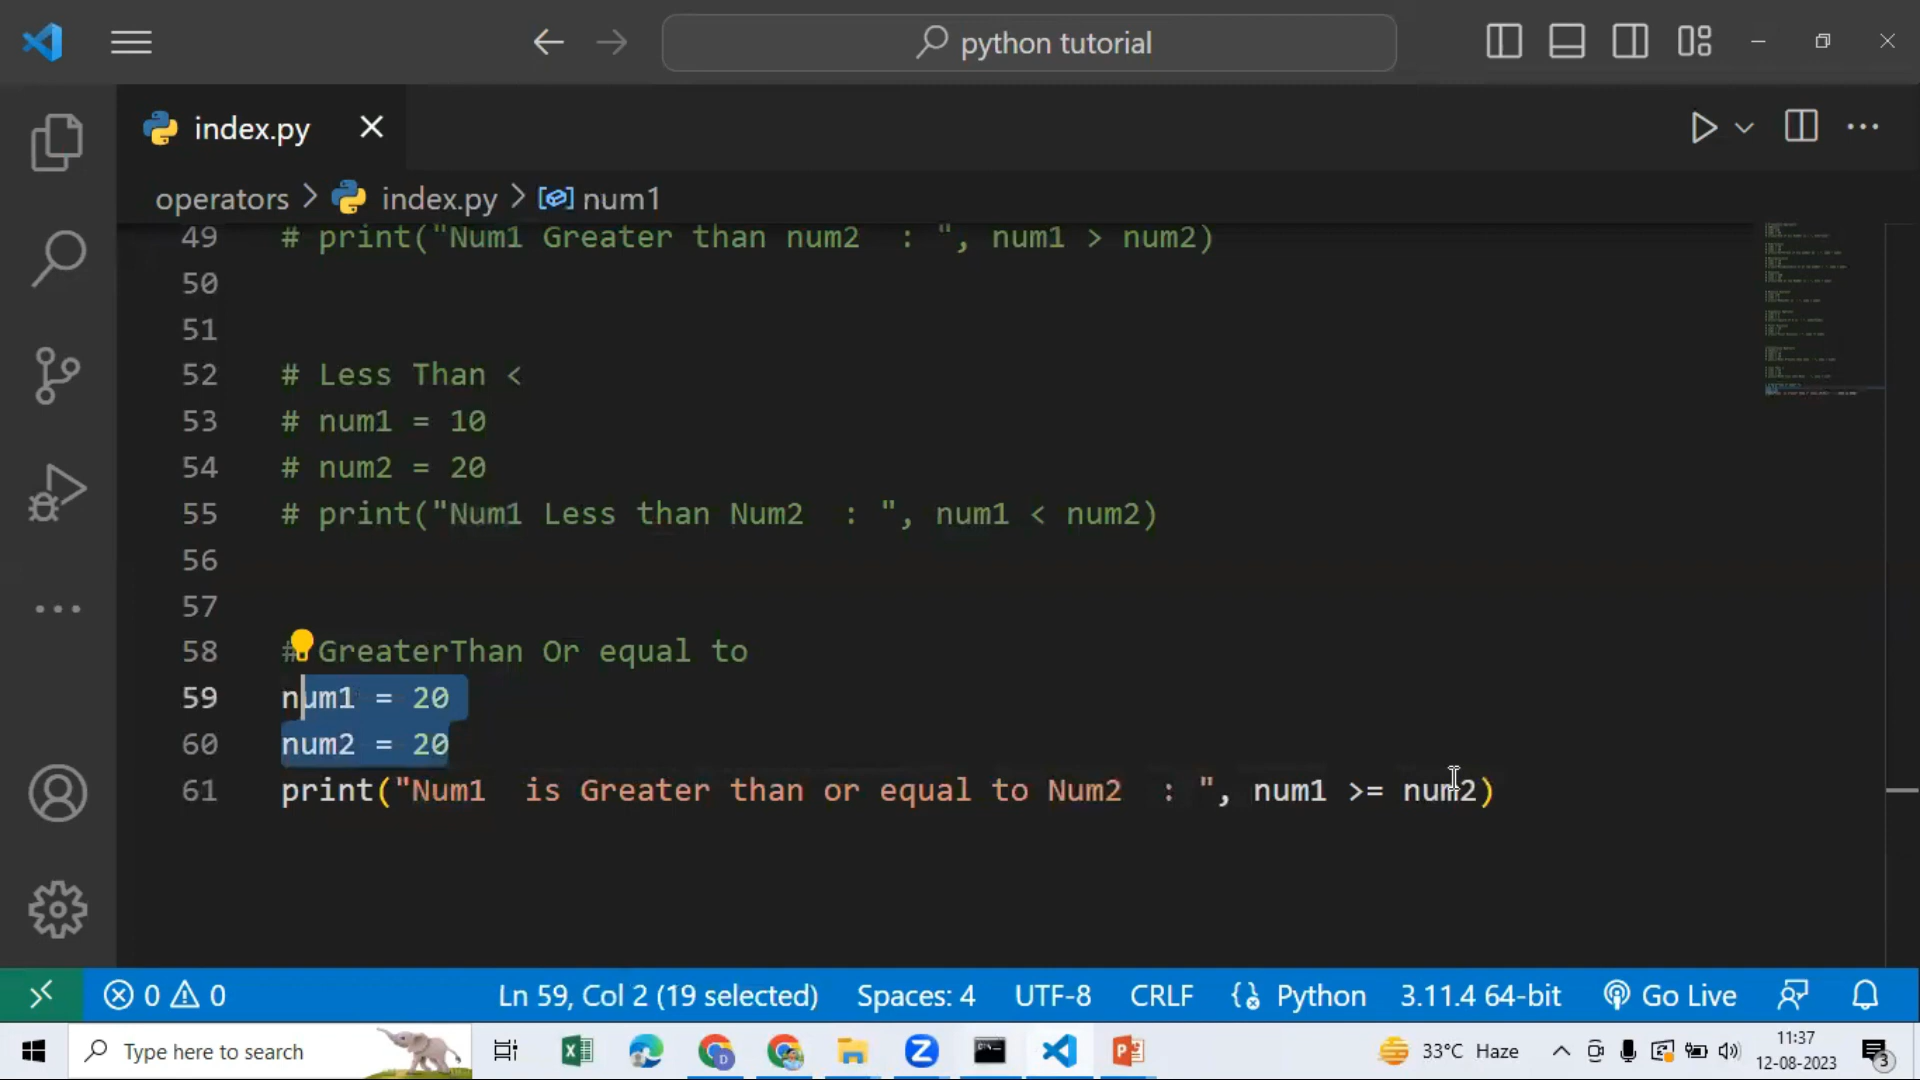 python tutorial
index.py
operators > index.py > num1
49 # print("Num1 Greater than num2  : ", num1 > num2)
50
51
52 # Less Than <
53 # num1 = 10
54 # num2 = 20
55 # print("Num1 Less than Num2  : ", num1 < num2)
56
57
58 # GreaterThan Or equal to
59 num1 = 20
60 num2 = 20
61 print("Num1  is Greater than or equal to Num2  : ", num1 >= num2)
0 0 Ln 59, Col 2 (19 selected) Spaces: 4 UTF-8 CRLF Python 3.11.4 64-bit Go Live
Type here to search 33°C Haze 11:37
12-08-2023 3